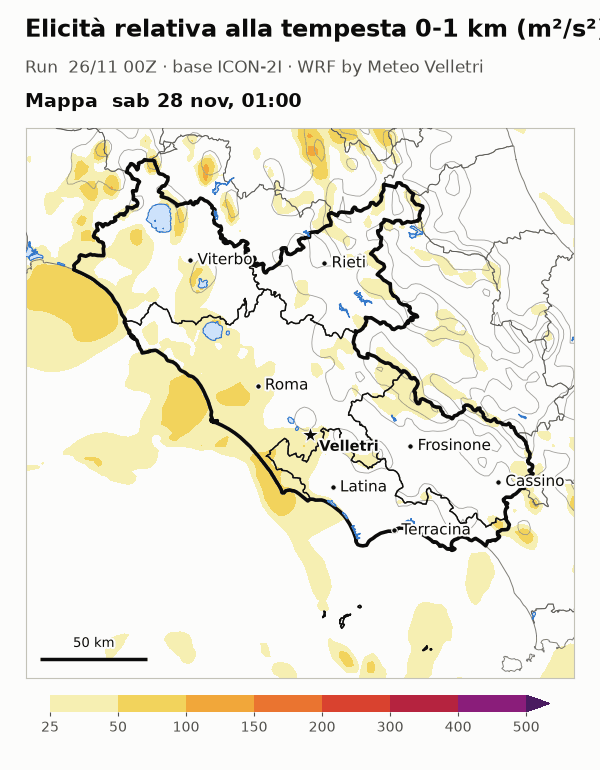 Elicità relativa alla tempesta 0-1 km (m²/s²)
Run 26/11 00Z · base ICON-2I · WRF by Meteo Velletri
Mappa sab 28 nov, 01:00
Viterbo
Rieti
Roma
Velletri
Frosinone
Cassino
Latina
Terracina
50 km
25 50 100 150 200 300 400 500